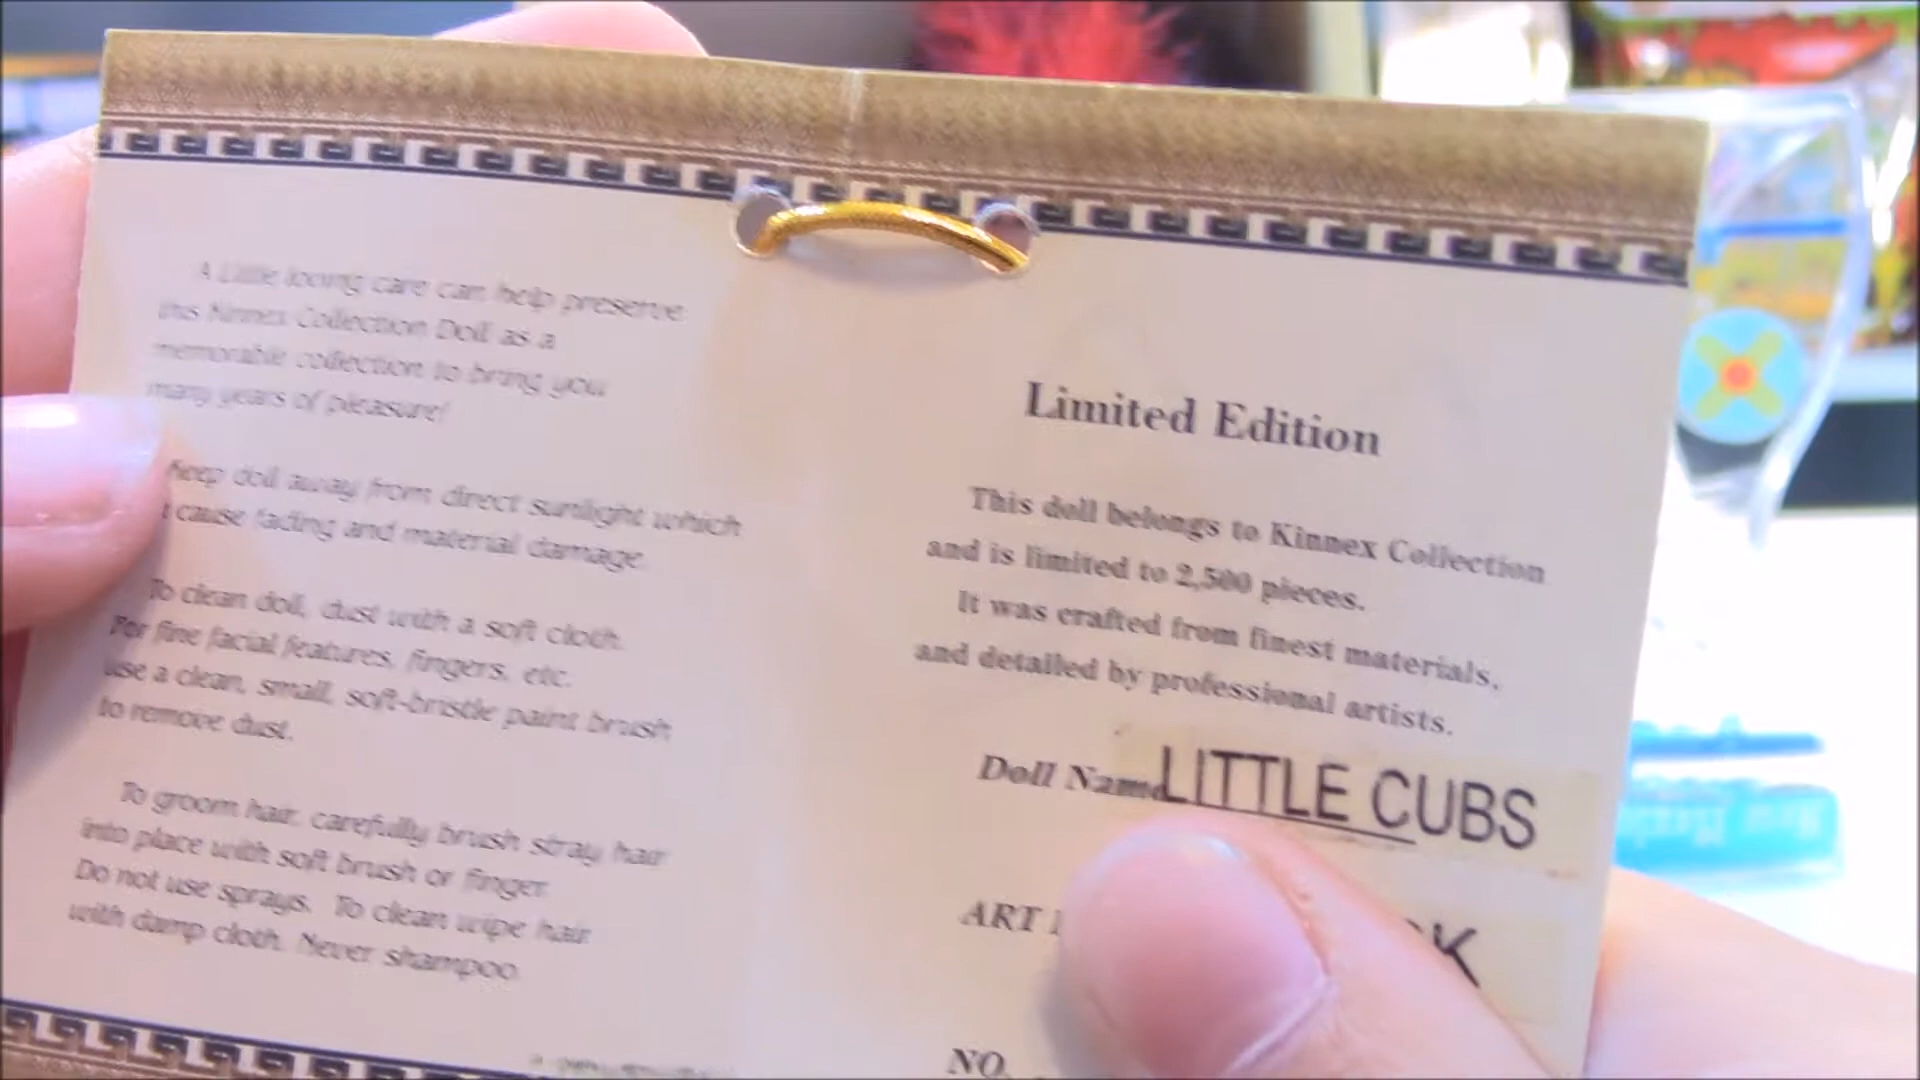 A Little loving care can help preserve
this Kinnex Collection Doll as a
memorable collection to bring you
many years of pleasure!
Keep doll away from direct sunlight which
cause fading and material damage.
To clean doll, dust with a soft cloth.
For fine facial features, fingers, etc.
use a clean, small, soft-bristle paint brush
to remove dust.
To groom hair, carefully brush stray hair
into place with soft brush or finger.
Do not use sprays. To clean wipe hair
with damp cloth. Never shampoo.
Limited Edition
This doll belongs to Kinnex Collection
and is limited to 2,500 pieces.
It was crafted from finest materials,
and detailed by professional artists.
Doll Name LITTLE CUBS
ART
NO.